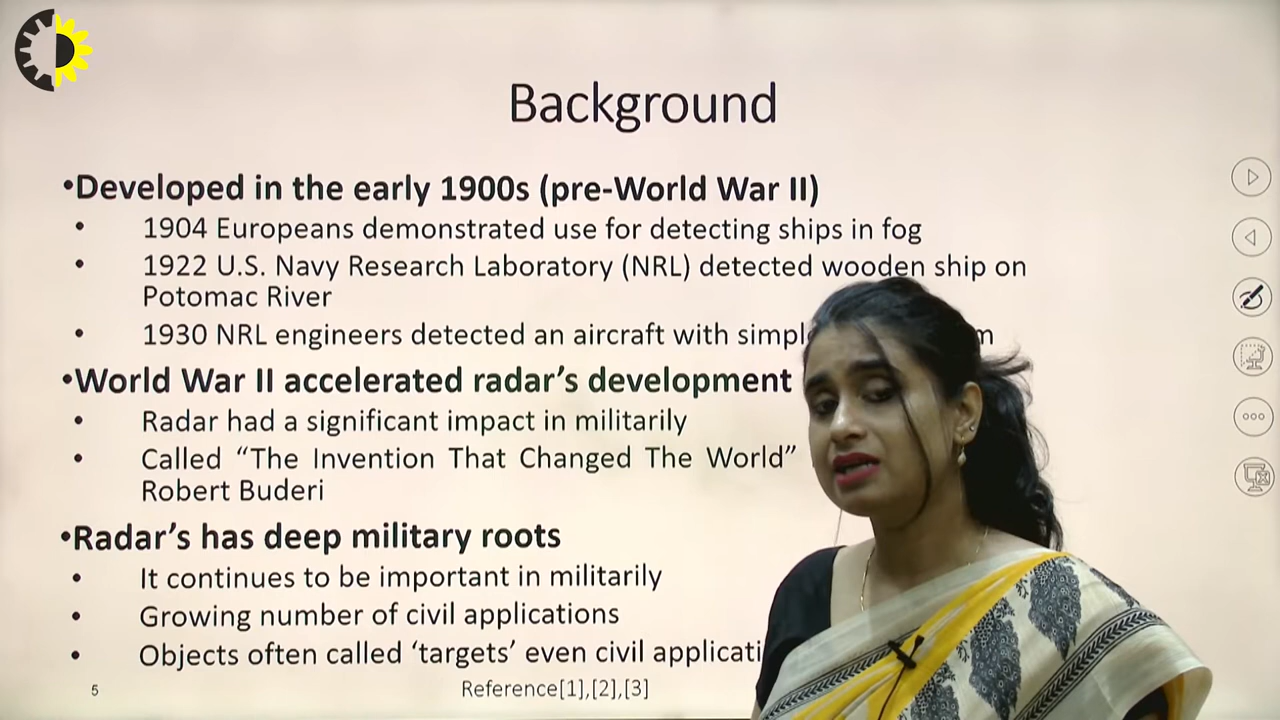 Background
•Developed in the early 1900s (pre-World War II)
• 1904 Europeans demonstrated use for detecting ships in fog
• 1922 U.S. Navy Research Laboratory (NRL) detected wooden ship on
Potomac River
• 1930 NRL engineers detected an aircraft with
•World War II accelerated radar's development
• Radar had a significant impact in militarily
• Called “The Invention That Changed The World”
Robert Buderi
•Radar's has deep military roots
• It continues to be important in militarily
• Growing number of civil applications
• Objects often called ‘targets’ even civil
5
Reference[1],[2],[3]